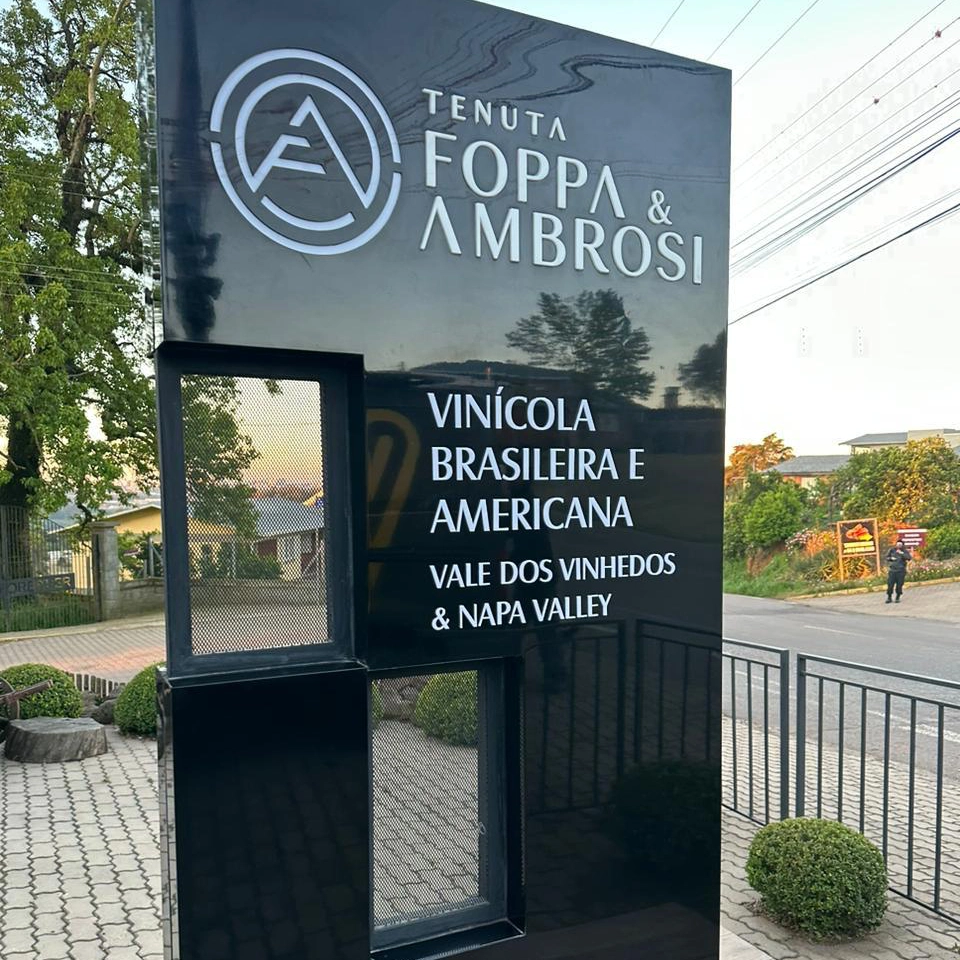 TENUTA
FOPPA &
AMBROSI
VINÍCOLA
BRASILEIRA E
AMERICANA
VALE DOS VINHEDOS
& NAPA VALLEY